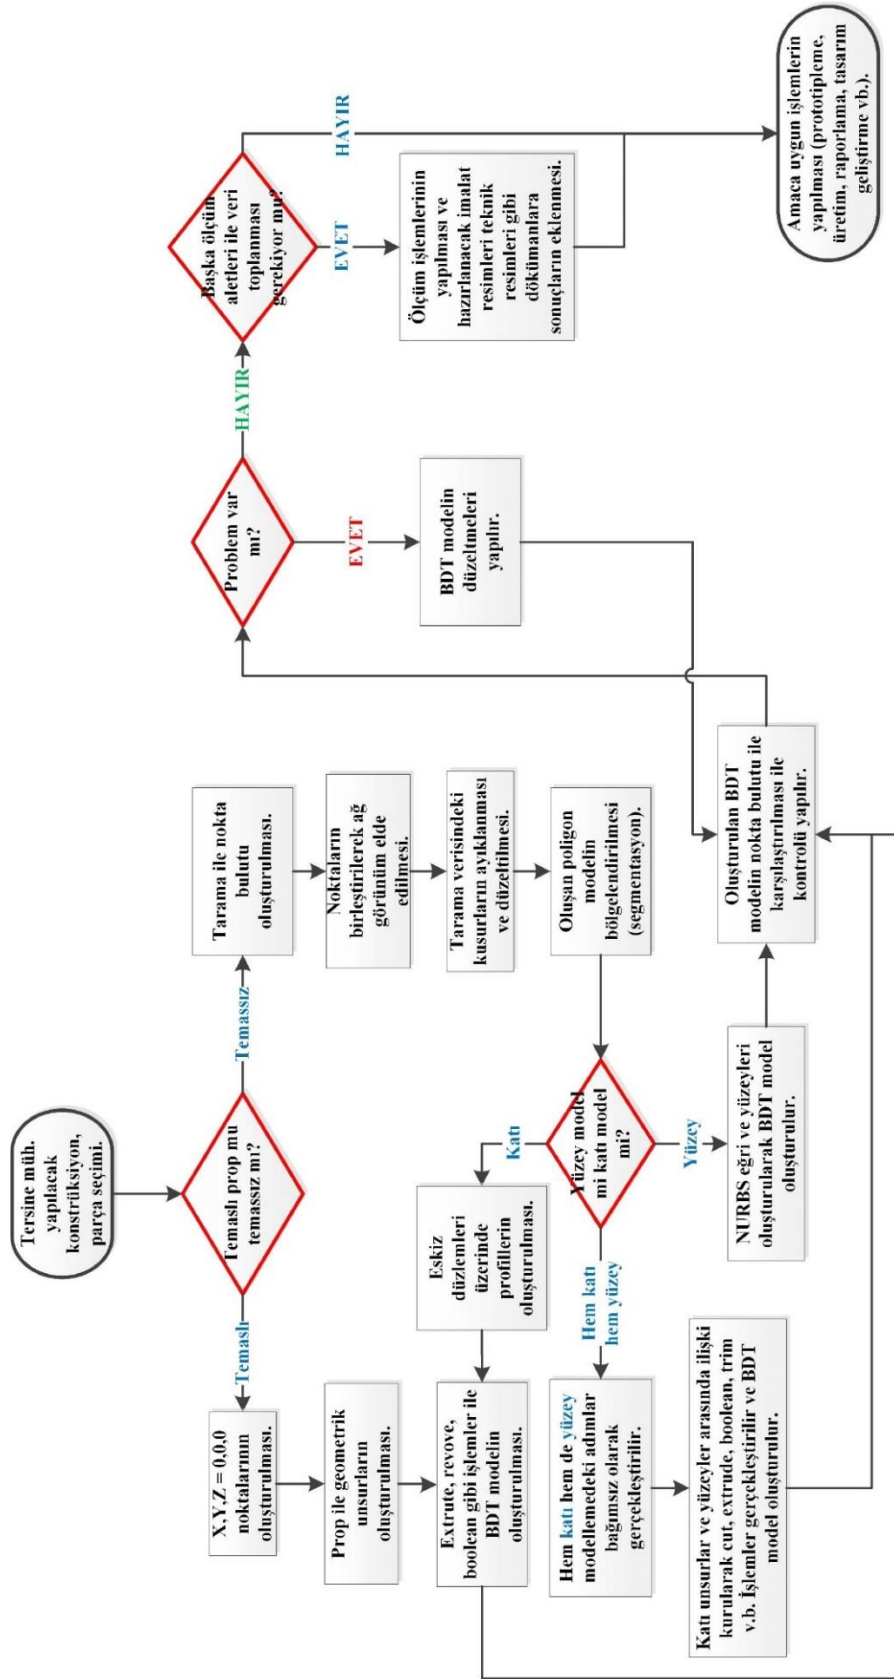 Tersine müh.
yapılacak
konstrüksiyon,
parça seçimi.
Temaslı prop mu
temassız mı?
Temaslı
Temassız
X,Y,Z = 0,0,0
noktalarının
oluşturulması.
Prop ile geometrik
unsurların
oluşturulması.
Extrute, revove,
boolean gibi işlemler ile
BDT modelin
oluşturulması.
Tarama ile nokta
bulutu
oluşturulması.
Noktaların
birleştirilerek ağ
görünüm elde
edilmesi.
Tarama verisindeki
kusurların ayıklanması
ve düzeltilmesi.
Oluşan poligon
modelin
bölgelendirilmesi
(segmentasyon).
Yüzey model
mi katı model
mi?
Katı
Eskiz
düzlemleri
üzerinde
profillerin
oluşturulması.
Hem katı
hem yüzey
Hem katı hem de yüzey
modellemedeki adımlar
bağımsız olarak
gerçekleştirilir.
Katı unsurlar ve yüzeyler arasında ilişki
kurularak cut, extrude, boolean, trim
v.b. İşlemler gerçekleştirilir ve BDT
model oluşturulur.
Yüzey
NURBS eğri ve yüzeyleri
oluşturularak BDT model
oluşturulur.
Oluşturulan BDT
modelin nokta bulutu ile
karşılaştırılması ile
kontrolü yapılır.
Problem var
mı?
EVET
BDT modelin
düzeltmeleri
yapılır.
HAYIR
Başka ölçüm
aletleri ile veri
toplanması
gerekiyor mu?
EVET
Ölçüm işlemlerinin
yapılması ve
hazırlanacak imalat
resimleri teknik
resimleri gibi
dökümanlara
sonuçların eklenmesi.
HAYIR
Amaca uygun işlemlerin
yapılması (prototipleme,
üretim, raporlama, tasarım
geliştirme vb.).